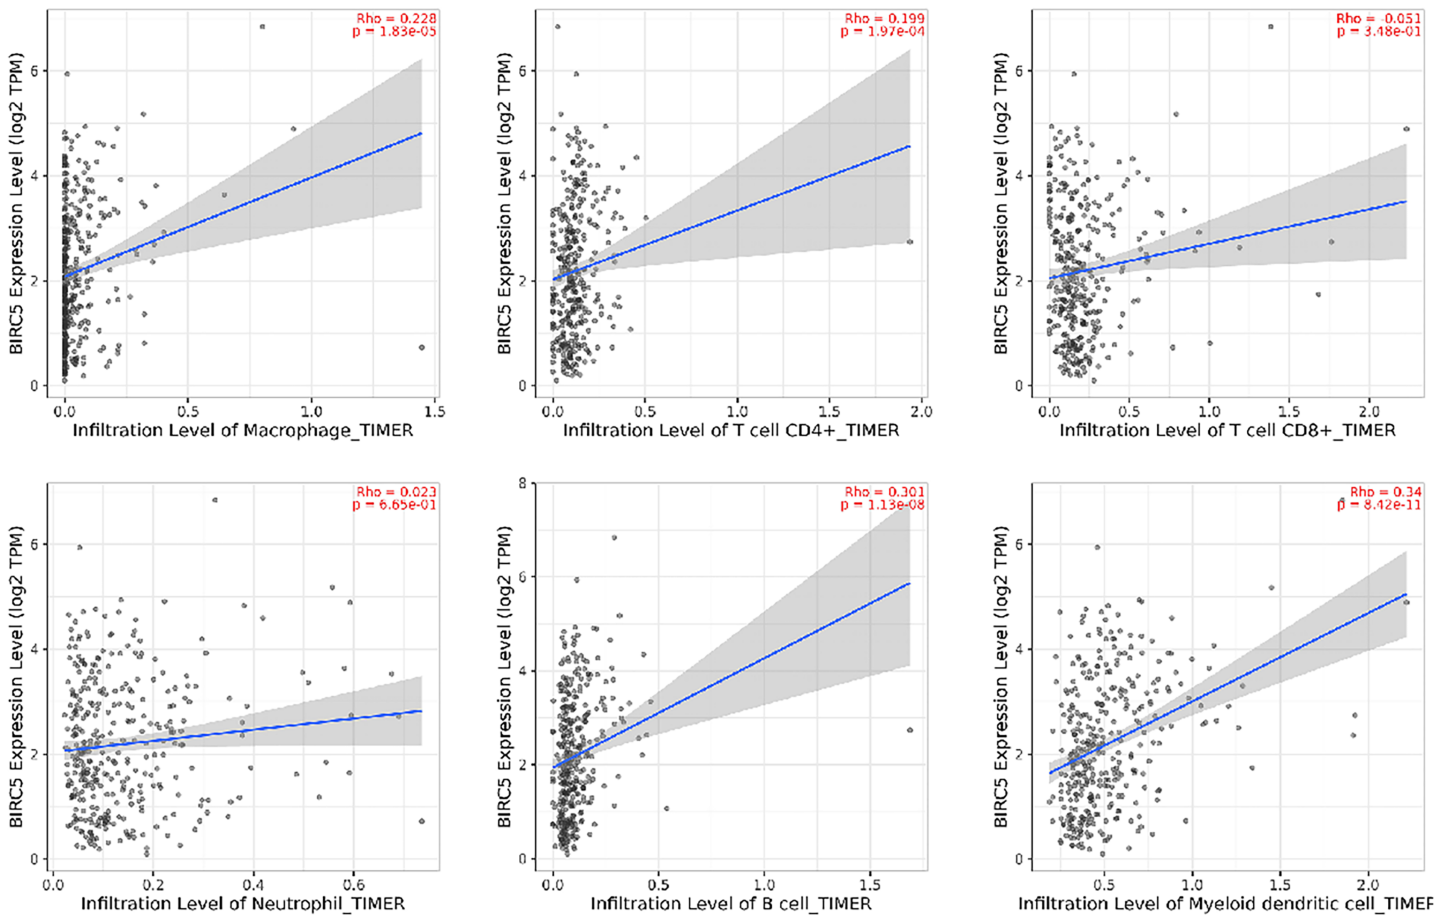 Rho = 0.228
p = 1.83e-05
BIRC5 Expression Level (log2 TPM)
6
4
2
0
0.0 0.5 1.0 1.5
Infiltration Level of Macrophage_TIMER
Rho = 0.199
p = 1.97e-04
BIRC5 Expression Level (log2 TPM)
6
4
2
0
0.0 0.5 1.0 1.5 2.0
Infiltration Level of T cell CD4+_TIMER
Rho = -0.051
p = 3.48e-01
BIRC5 Expression Level (log2 TPM)
6
4
2
0
0.0 0.5 1.0 1.5 2.0
Infiltration Level of T cell CD8+_TIMER
Rho = 0.023
p = 6.65e-01
BIRC5 Expression Level (log2 TPM)
6
4
2
0
0.0 0.2 0.4 0.6
Infiltration Level of Neutrophil_TIMER
Rho = 0.301
p = 1.13e-08
BIRC5 Expression Level (log2 TPM)
8
6
4
2
0
0.0 0.5 1.0 1.5
Infiltration Level of B cell_TIMER
Rho = 0.34
p = 8.42e-11
BIRC5 Expression Level (log2 TPM)
6
4
2
0
0.5 1.0 1.5 2.0
Infiltration Level of Myeloid dendritic cell_TIMER